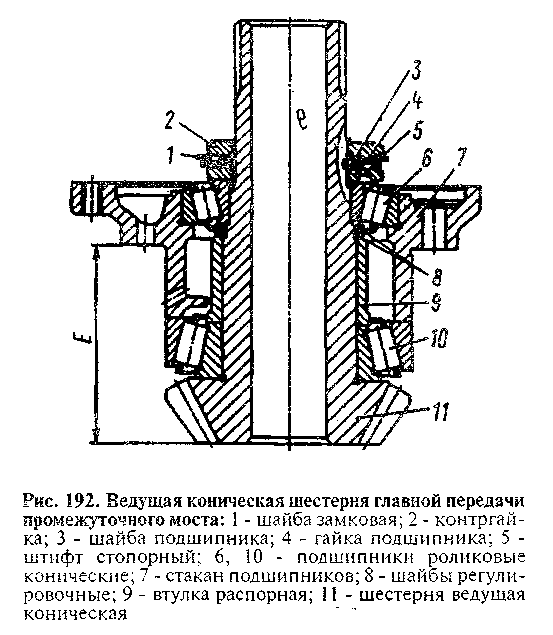 3
4
5
2
1
6
7
8
9
10
11
E
ℓ
Рис. 192. Ведущая коническая шестерня главной передачи
промежуточного моста: 1 - шайба замковая; 2 - контргай-
ка; 3 - шайба подшипника; 4 - гайка подшипника; 5 -
штифт стопорный; 6, 10 - подшипники роликовые
конические; 7 - стакан подшипников; 8 - шайбы регули-
ровочные; 9 - втулка распорная; 11 - шестерня ведущая
коническая